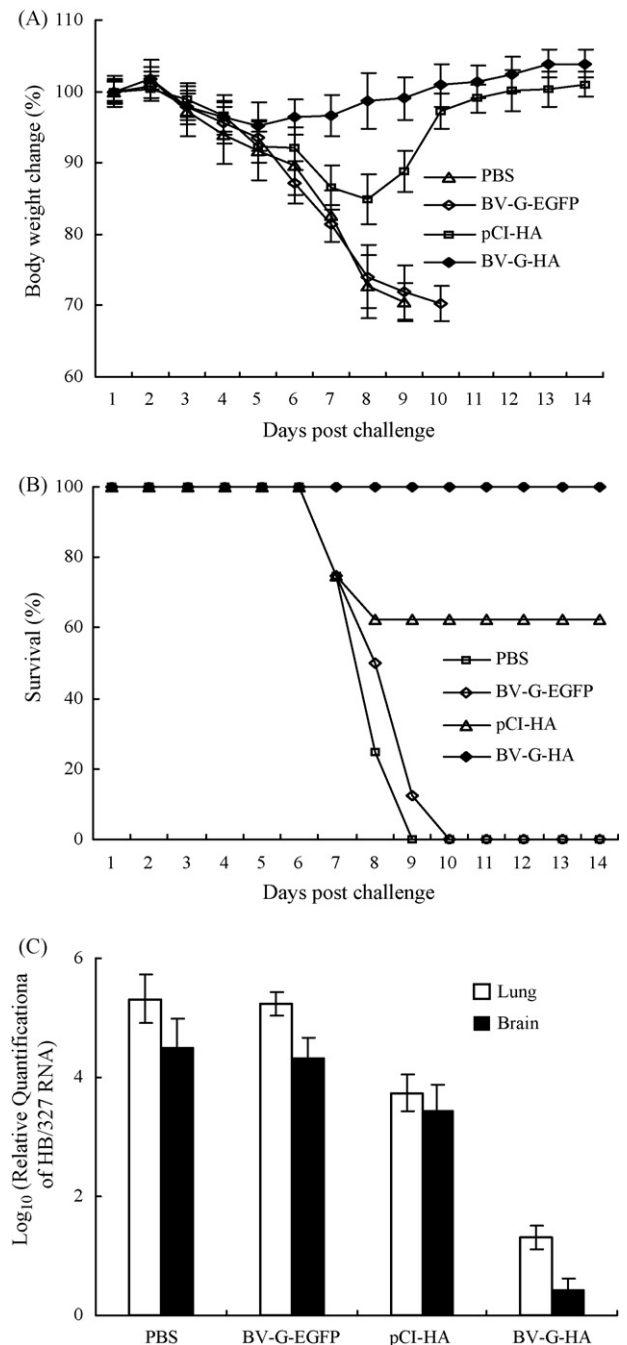 (A)
Body weight change (%)
110
100
90
80
70
60
PBS
BV-G-EGFP
pCI-HA
BV-G-HA
1 2 3 4 5 6 7 8 9 10 11 12 13 14
Days post challenge
(B)
Survival (%)
100
80
60
40
20
0
PBS
BV-G-EGFP
pCI-HA
BV-G-HA
1 2 3 4 5 6 7 8 9 10 11 12 13 14
Days post challenge
(C)
Log10 (Relative Quantificationa
of HB/327 RNA)
6
4
2
0
Lung
Brain
PBS BV-G-EGFP pCI-HA BV-G-HA